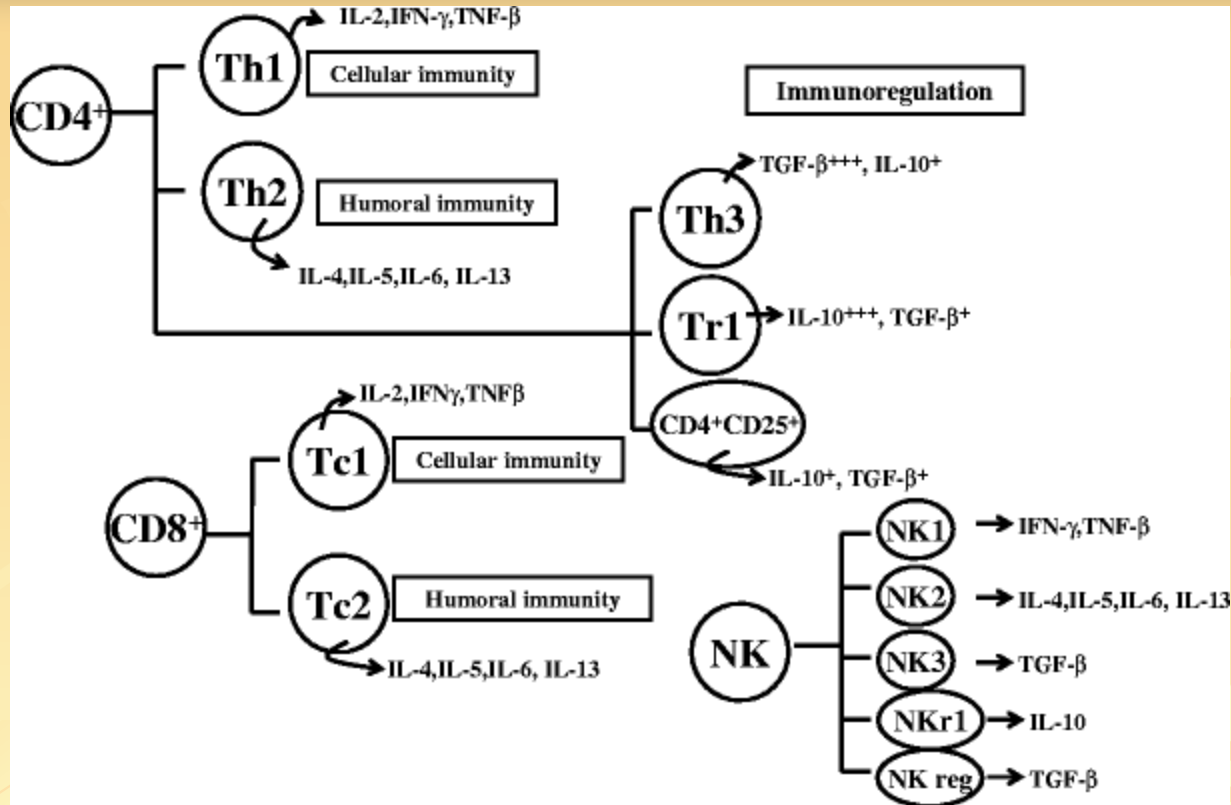 IL-2,IFN-γ,TNF-β
Th1
Cellular immunity
CD4⁺
Th2
Humoral immunity
IL-4,IL-5,IL-6, IL-13
Immunoregulation
TGF-β⁺⁺⁺, IL-10⁺
Th3
Tr1
IL-10⁺⁺⁺, TGF-β⁺
CD4⁺CD25⁺
IL-10⁺, TGF-β⁺
IL-2,IFNγ,TNFβ
Tc1
Cellular immunity
CD8⁺
Tc2
Humoral immunity
IL-4,IL-5,IL-6, IL-13
NK
NK1
IFN-γ,TNF-β
NK2
IL-4,IL-5,IL-6, IL-13
NK3
TGF-β
NKr1
IL-10
NK reg
TGF-β